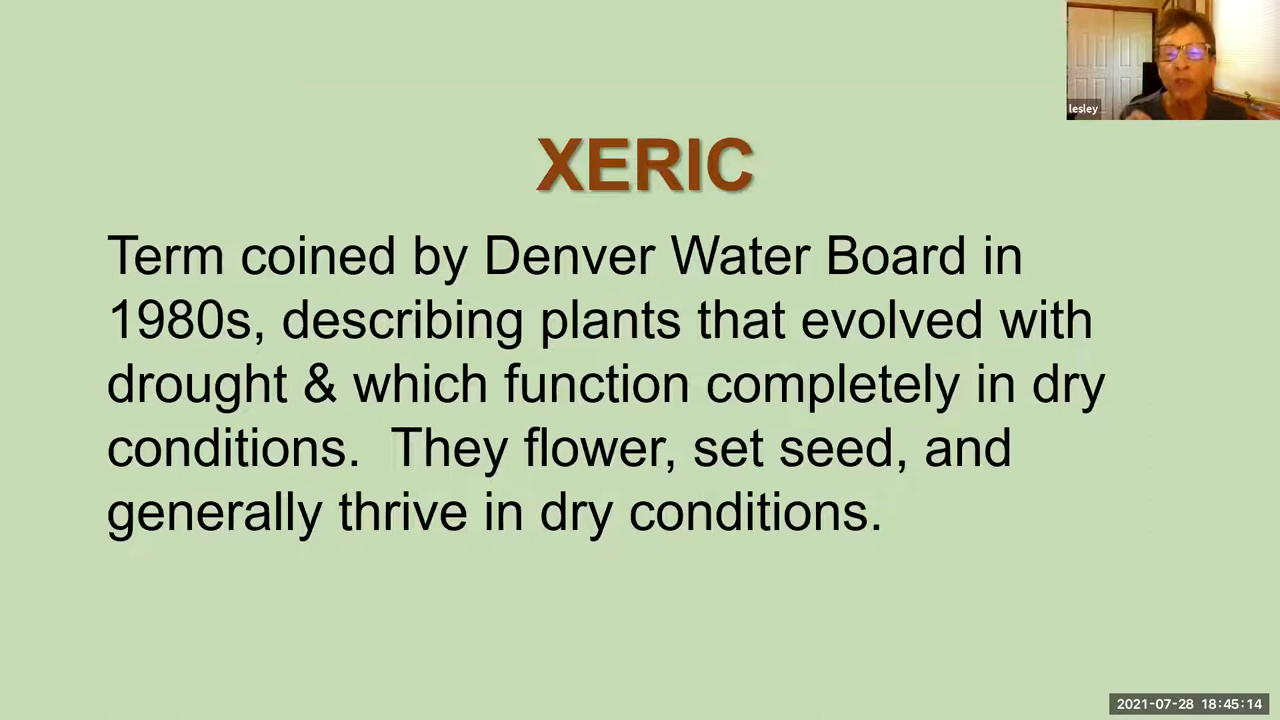 lesley
XERIC
Term coined by Denver Water Board in
1980s, describing plants that evolved with
drought & which function completely in dry
conditions.  They flower, set seed, and
generally thrive in dry conditions.
2021-07-28 18:45:14